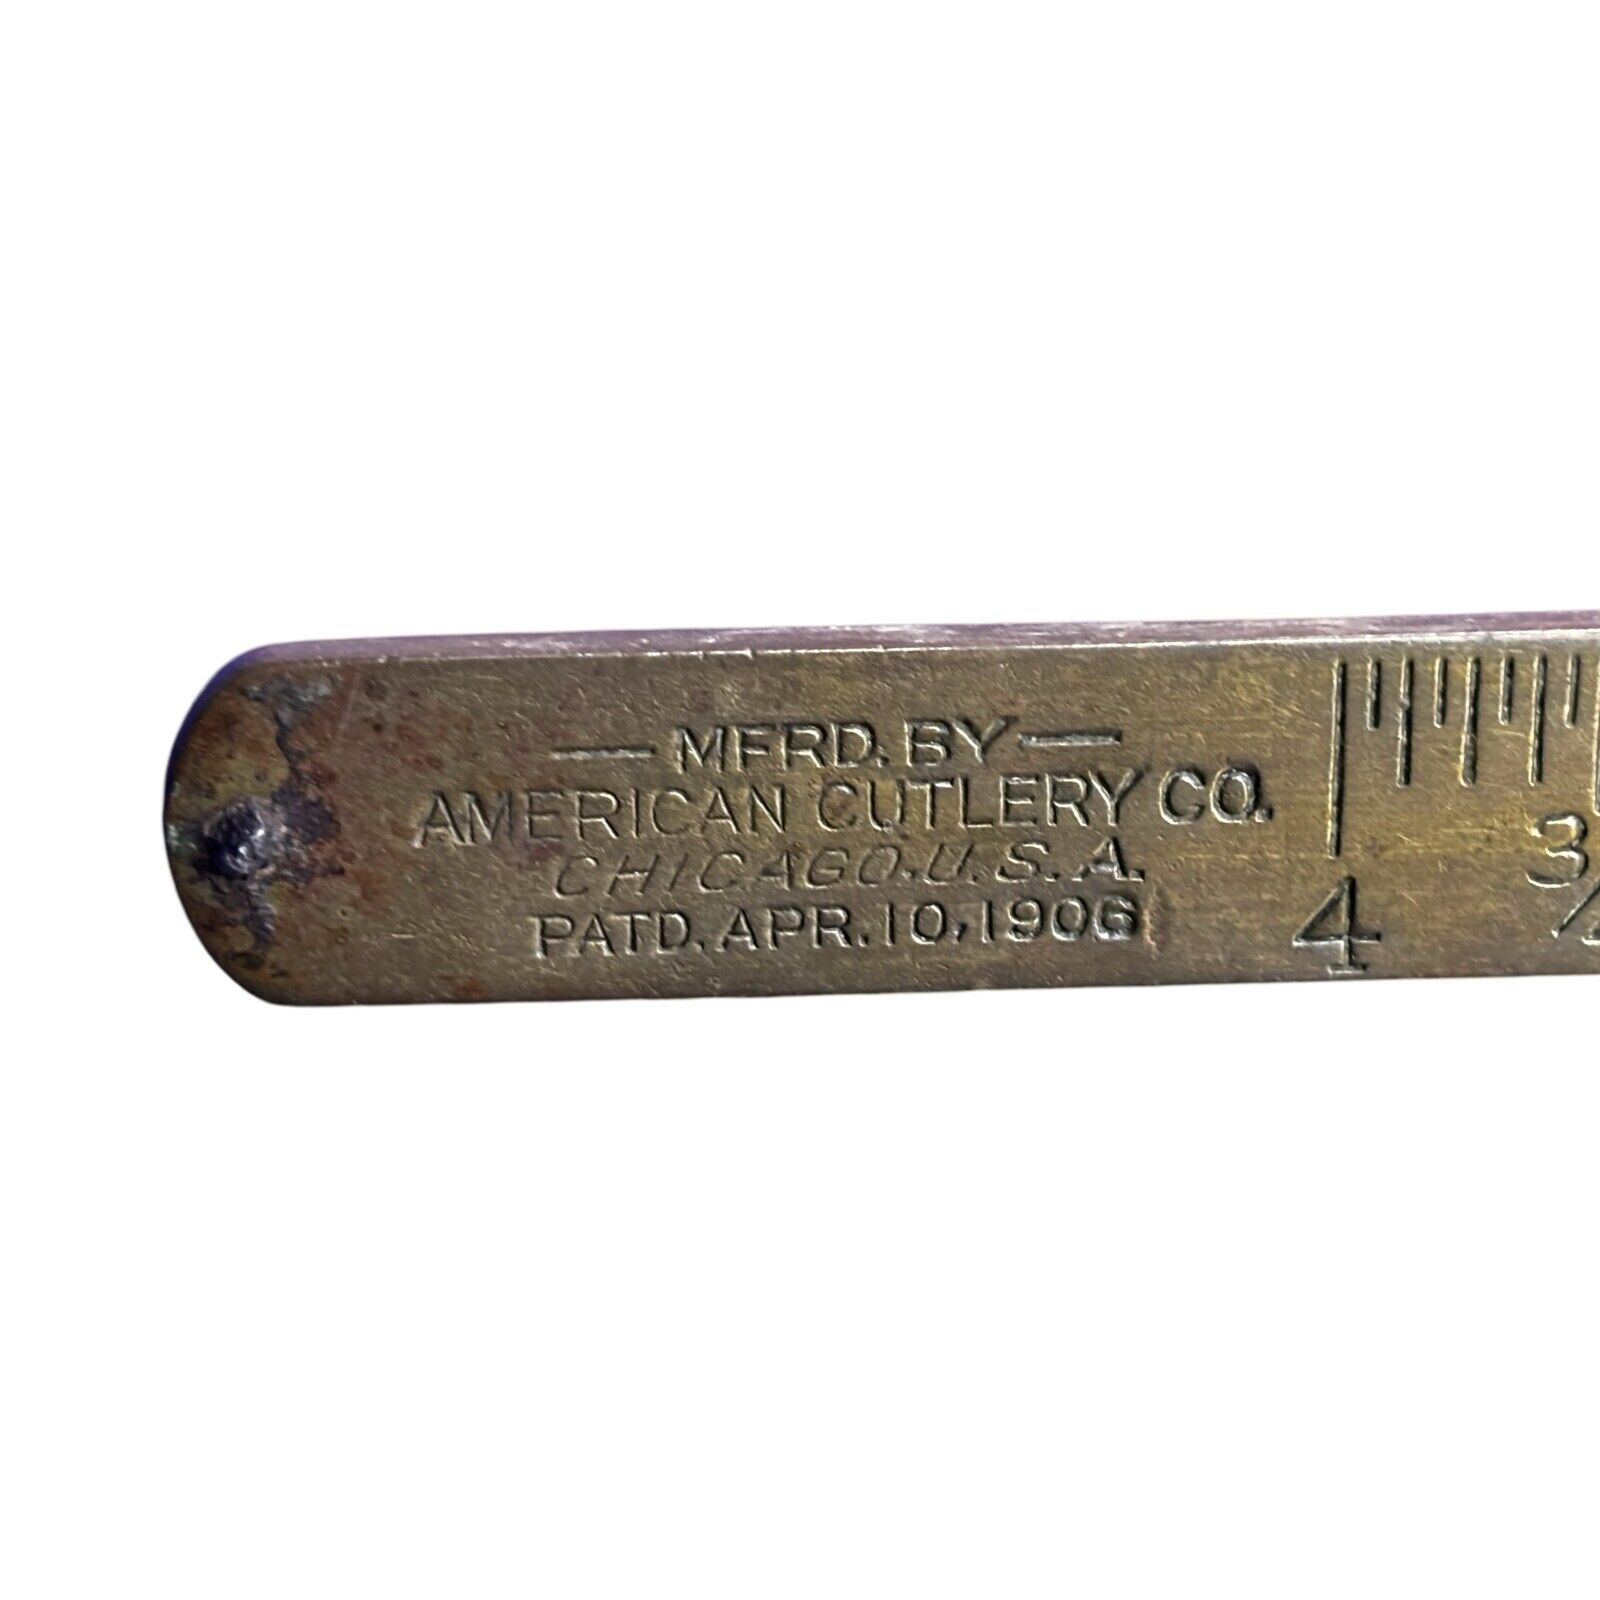 — MFRD. BY —
AMERICAN CUTLERY CO.
CHICAGO. U.S.A.
PATD. APR. 10, 1906
4
3